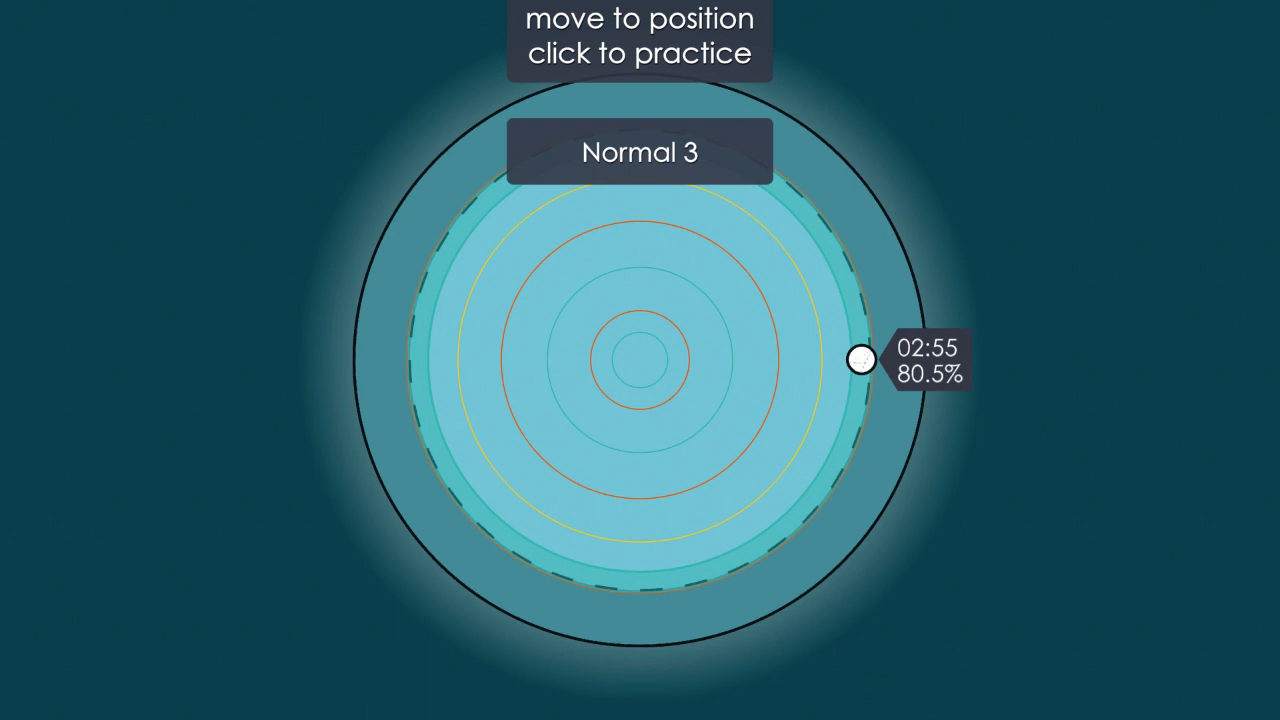 move to position
click to practice
Normal 3
02:55
80.5%